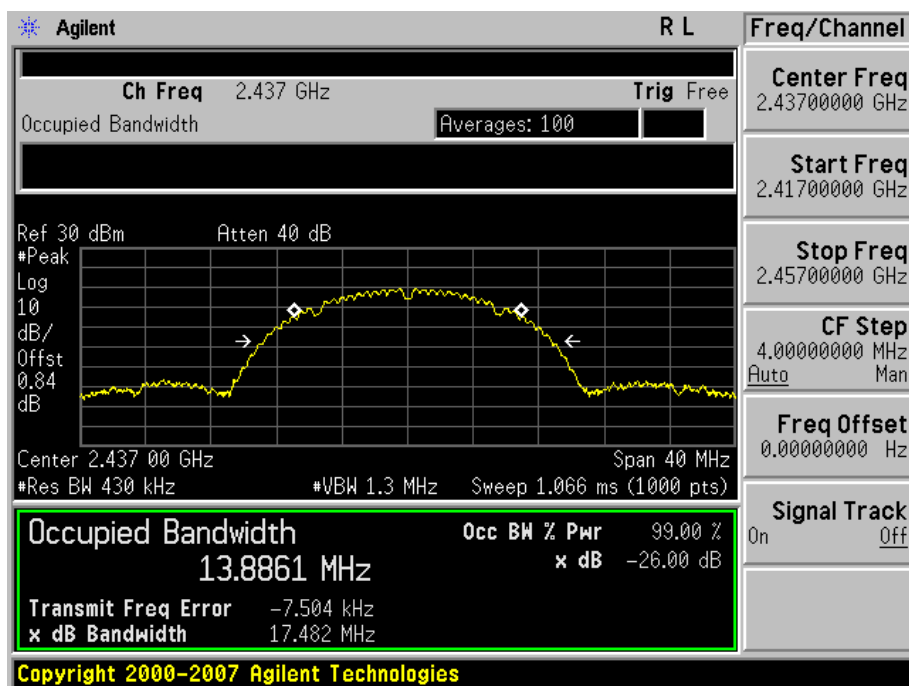 Agilent R L
Ch Freq 2.437 GHz Trig Free
Occupied Bandwidth Averages: 100
Ref 30 dBm Atten 40 dB
#Peak
Log
10
dB/
Offst
0.84
dB
Center 2.437 00 GHz Span 40 MHz
#Res BW 430 kHz #VBW 1.3 MHz Sweep 1.066 ms (1000 pts)
Occupied Bandwidth Occ BW % Pwr 99.00 %
13.8861 MHz x dB -26.00 dB
Transmit Freq Error -7.504 kHz
x dB Bandwidth 17.482 MHz
Copyright 2000-2007 Agilent Technologies
Freq/Channel
Center Freq
2.43700000 GHz
Start Freq
2.41700000 GHz
Stop Freq
2.45700000 GHz
CF Step
4.00000000 MHz
Auto Man
Freq Offset
0.00000000 Hz
Signal Track
On Off